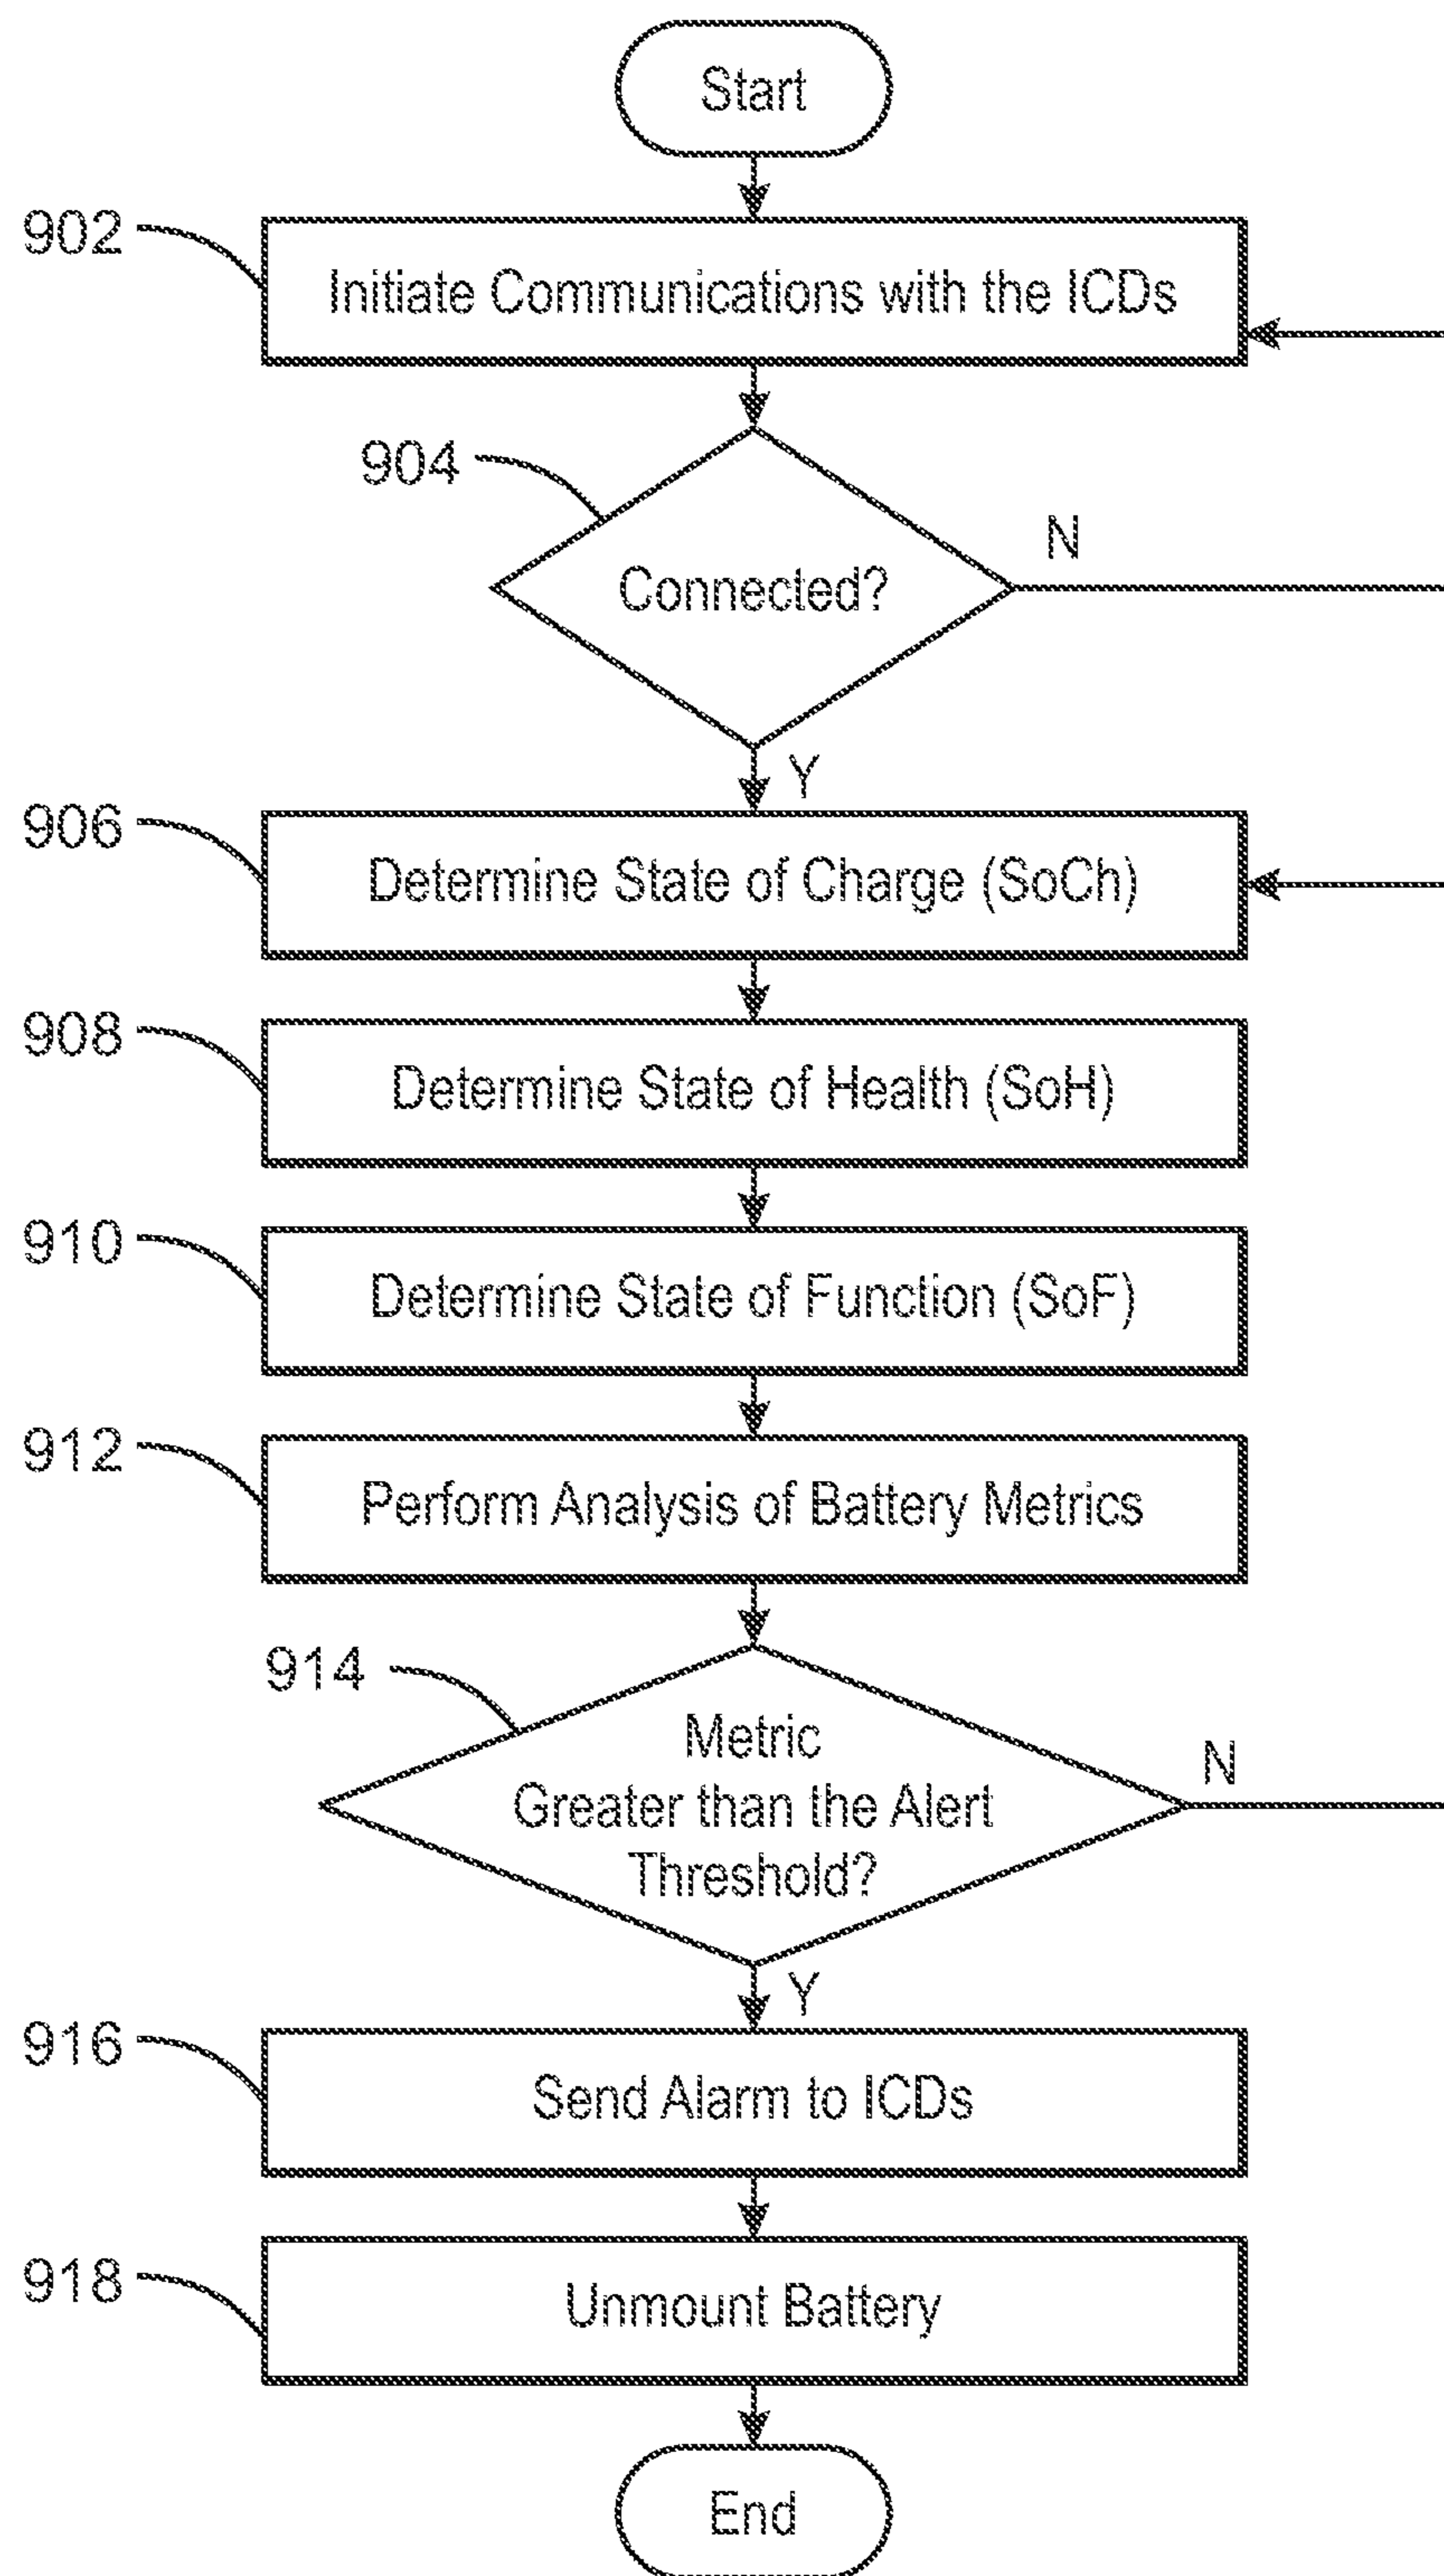 Start
902
Initiate Communications with the ICDs
904
Connected?
N
Y
906
Determine State of Charge (SoCh)
908
Determine State of Health (SoH)
910
Determine State of Function (SoF)
912
Perform Analysis of Battery Metrics
914
Metric
Greater than the Alert
Threshold?
N
Y
916
Send Alarm to ICDs
918
Unmount Battery
End